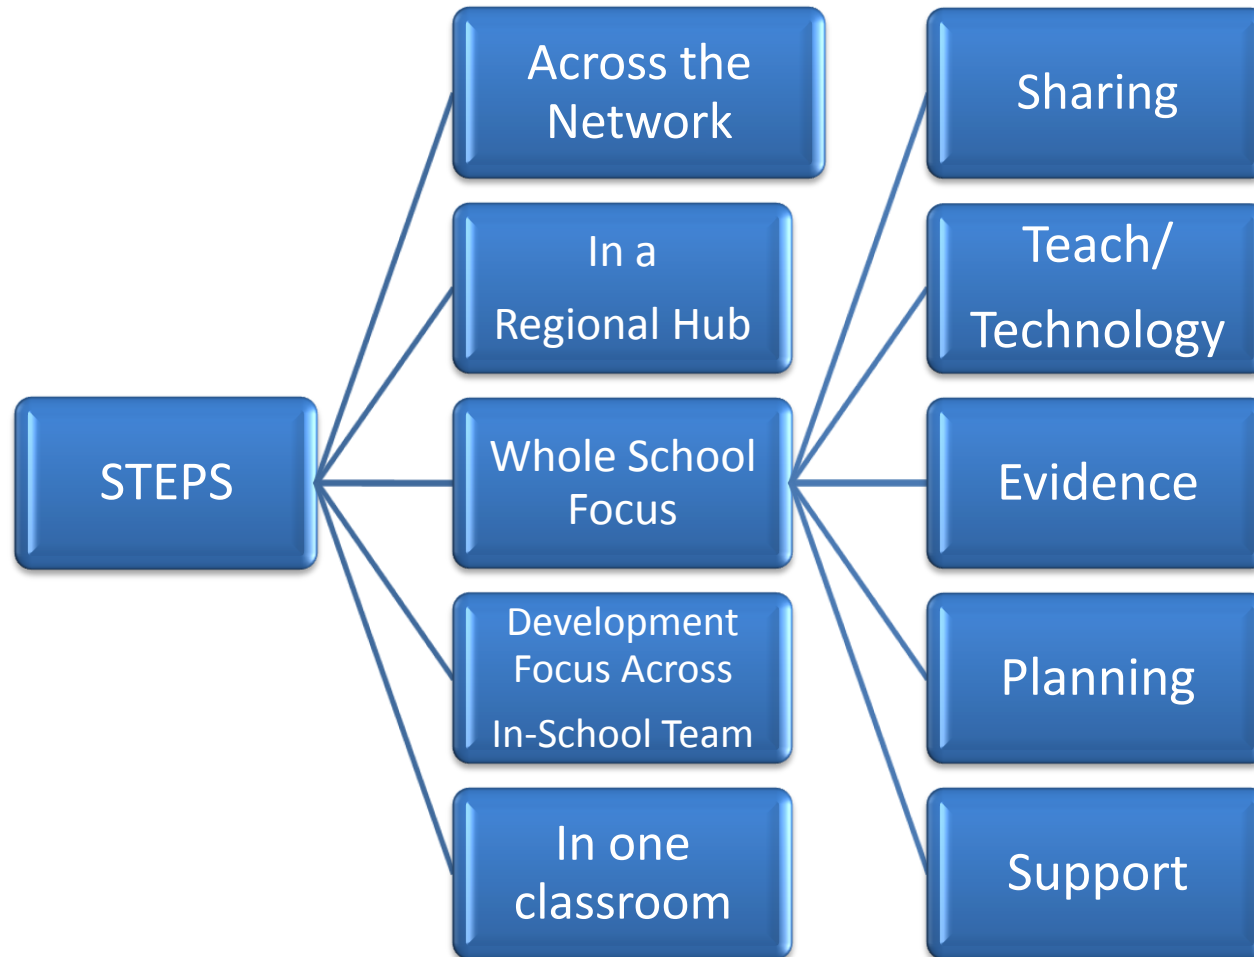 STEPS
Across the
Network
In a
Regional Hub
Whole School
Focus
Development
Focus Across
In-School Team
In one
classroom
Sharing
Teach/
Technology
Evidence
Planning
Support